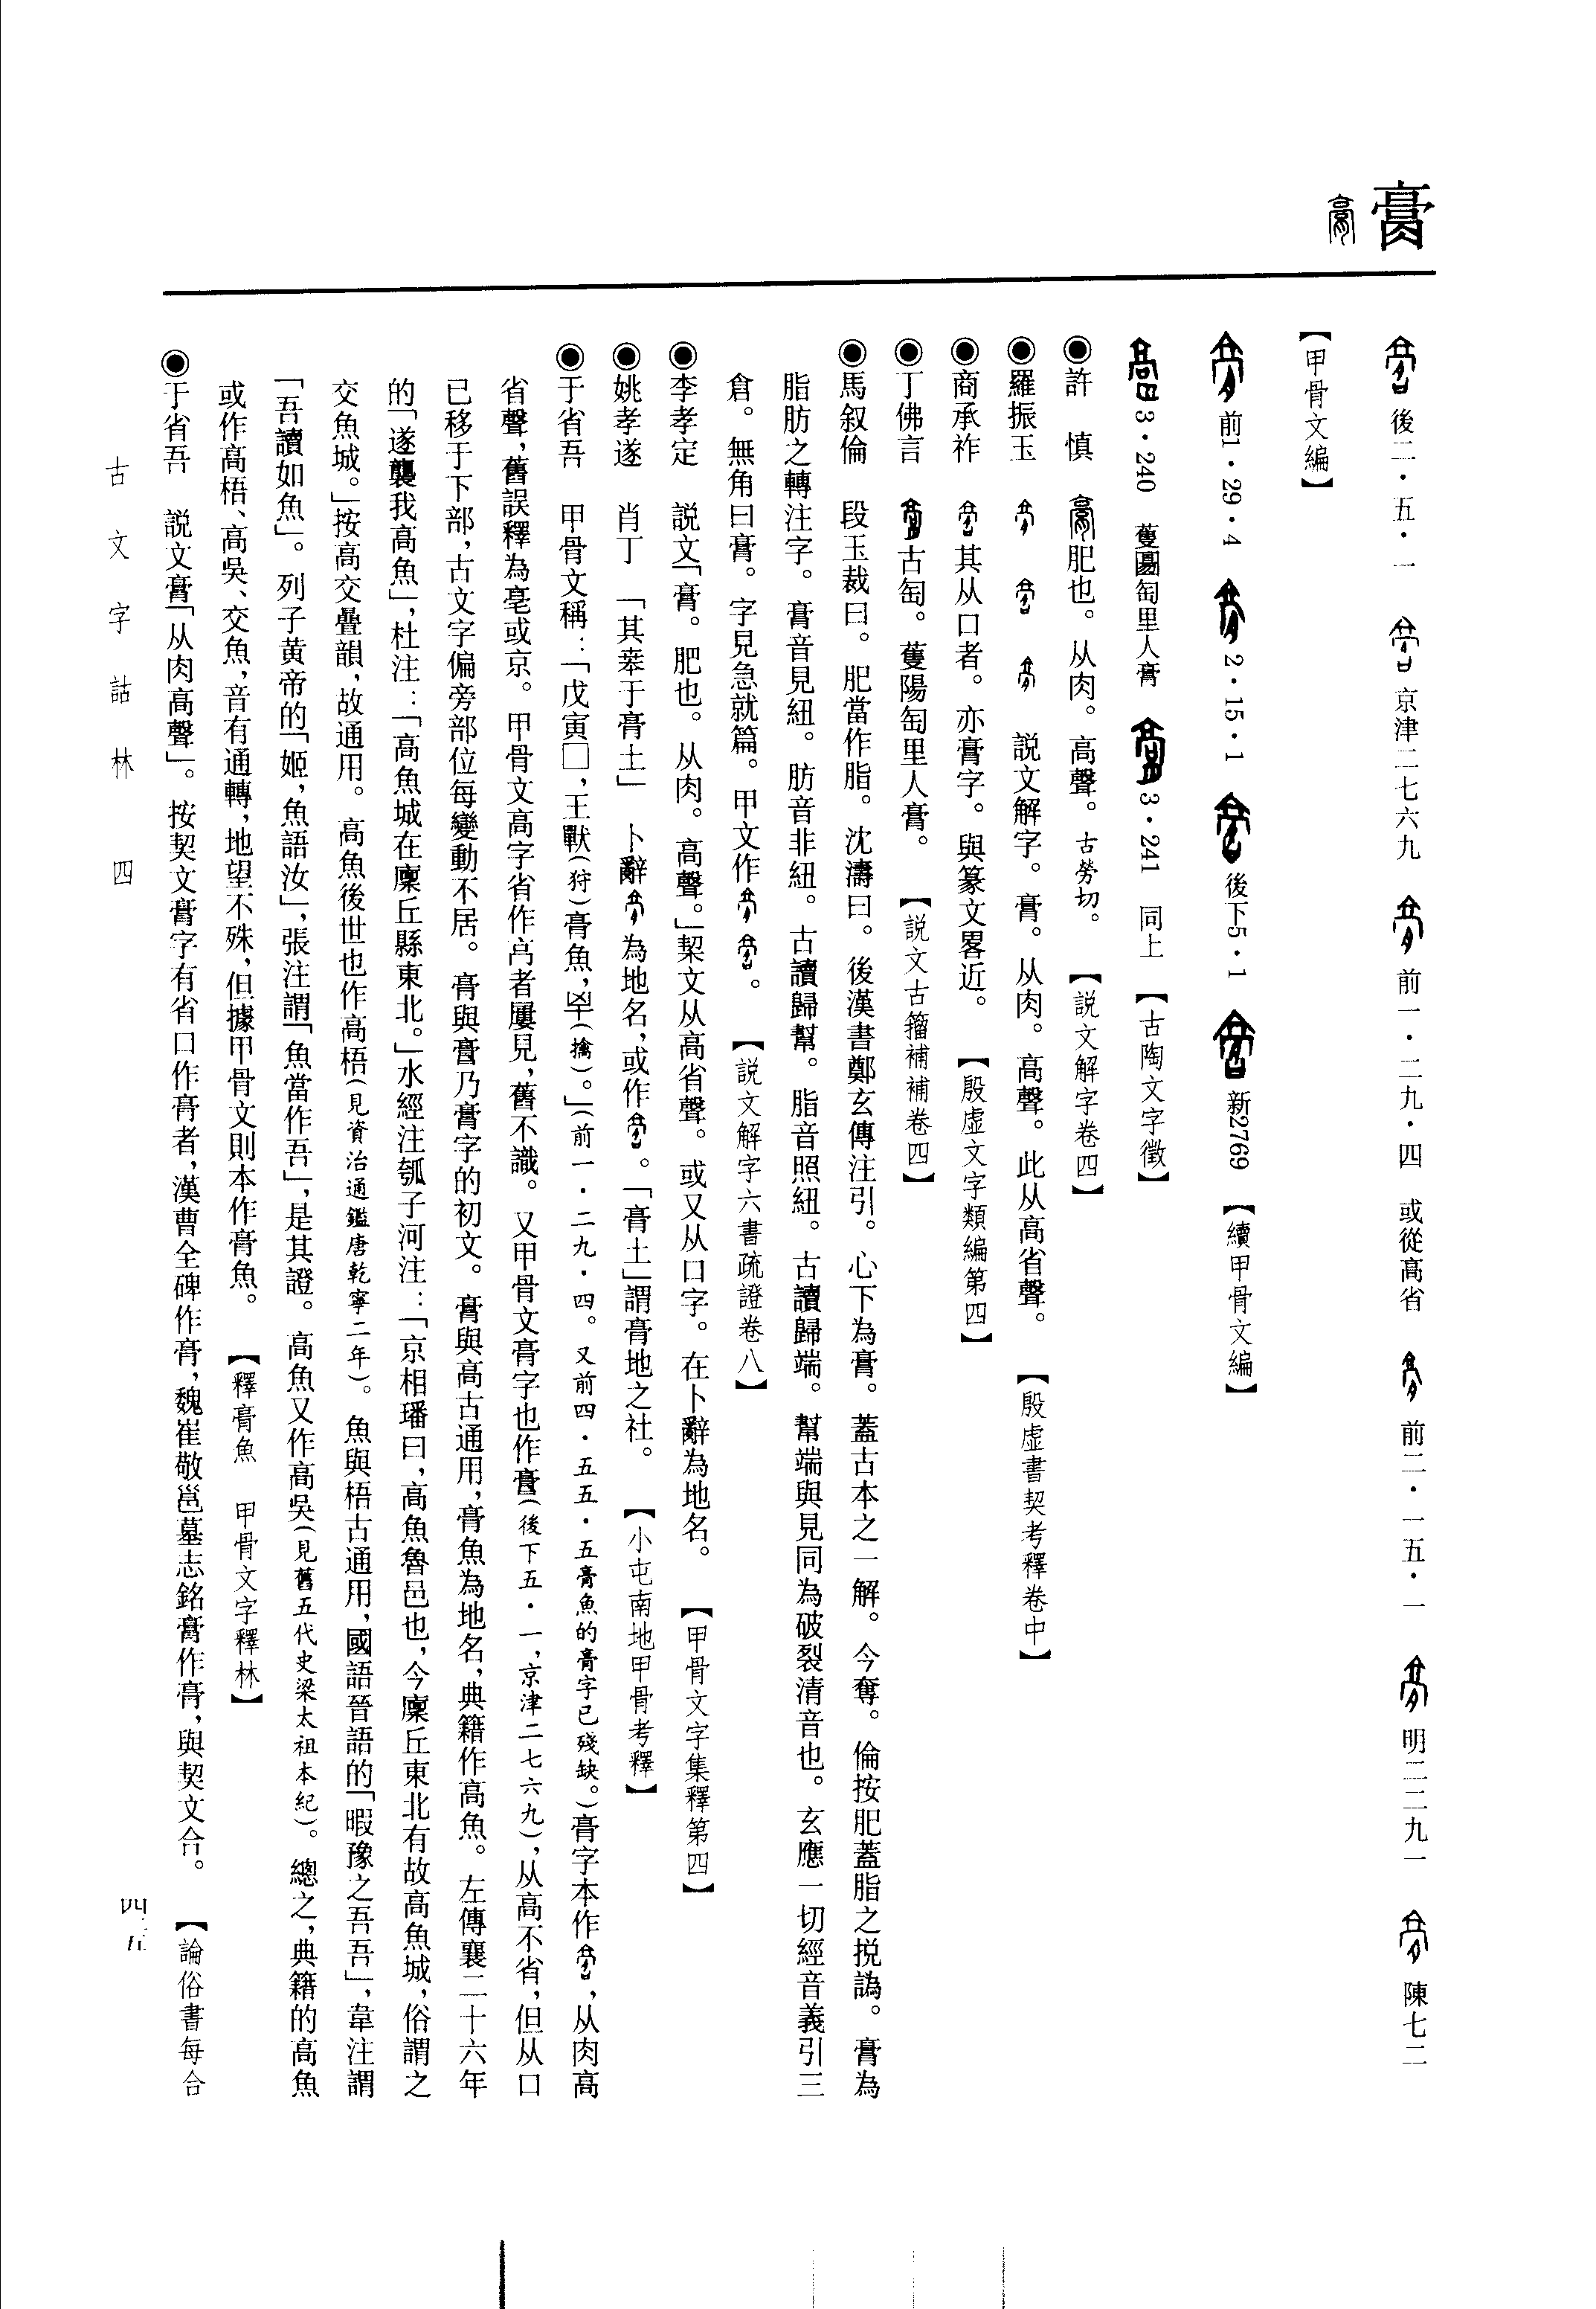 膏
後二·五·一 京津二七六九 前一·二九·四 或從高省 前二·一五·一 明二三九一 陳七二
【甲骨文編】
前1·29·4 2·15·1 後下5·1 新2769 【續甲骨文編】
3·240 蒦圖匋里人膏 3·241 同上 【古陶文字徵】
◉許 慎 肥也。从肉。高聲。古勞切。 【説文解字卷四】
◉羅振玉 説文解字。膏。从肉。高聲。此从高省聲。 【殷虚書契考釋卷中】
◉商承祚 其从口者。亦膏字。與篆文畧近。 【殷虚文字類編第四】
◉丁佛言 古匋。蒦陽匋里人膏。 【説文古籀補補卷四】
◉馬叙倫 段玉裁曰。肥當作脂。沈濤曰。後漢書鄭玄傳注引。心下為膏。蓋古本之一解。今奪。倫按肥蓋脂之挩譌。膏為
脂肪之轉注字。膏音見紐。肪音非紐。古讀歸幫。脂音照紐。古讀歸端。幫端與見同為破裂清音也。玄應一切經音義引三
倉。無角曰膏。字見急就篇。甲文作。 【説文解字六書疏證卷八】
◉李孝定 説文「膏。肥也。从肉。高聲。」栔文从高省聲。或又从口字。在卜辭為地名。 【甲骨文字集釋第四】
◉姚孝遂 肖丁 「其㞢于膏土」 卜辭為地名,或作。「膏土」謂膏地之社。 【小屯南地甲骨考釋】
◉于省吾 甲骨文稱:「戊寅□,王獸(狩)膏魚,𢎥(擒)。」(前一·二九·四。又前四·五五·五膏魚的膏字已殘缺。)膏字本作,从肉高
省聲,舊誤釋為亳或京。甲骨文高字省作髙者屢見,舊不識。又甲骨文膏字也作膏(後下五·一,京津二七六九),从高不省,但从口
已移于下部,古文字偏旁部位每變動不居。膏與膏乃膏字的初文。膏與高古通用,膏魚為地名,典籍作高魚。左傳襄二十六年
的「遂襲我高魚」,杜注:「高魚城在廩丘縣東北。」水經注瓠子河注:「京相璠曰,高魚魯邑也,今廩丘東北有故高魚城,俗謂之
交魚城。」按高交疊韻,故通用。高魚後世也作高梧(見資治通鑑唐乾寧二年)。魚與梧古通用,國語晉語的「暇豫之吾吾」,韋注謂
「吾讀如魚」。列子黄帝的「姬,魚語汝」,張注謂「魚當作吾」,是其證。高魚又作高吳(見舊五代史梁太祖本紀)。總之,典籍的高魚
或作高梧、高吳、交魚,音有通轉,地望不殊,但據甲骨文則本作膏魚。 【釋膏魚 甲骨文字釋林】
◉于省吾 説文膏「从肉高聲」。按契文膏字有省口作膏者,漢曹全碑作膏,魏崔敬邕墓志銘膏作膏,與契文合。 【論俗書每合
古文字詁林 四